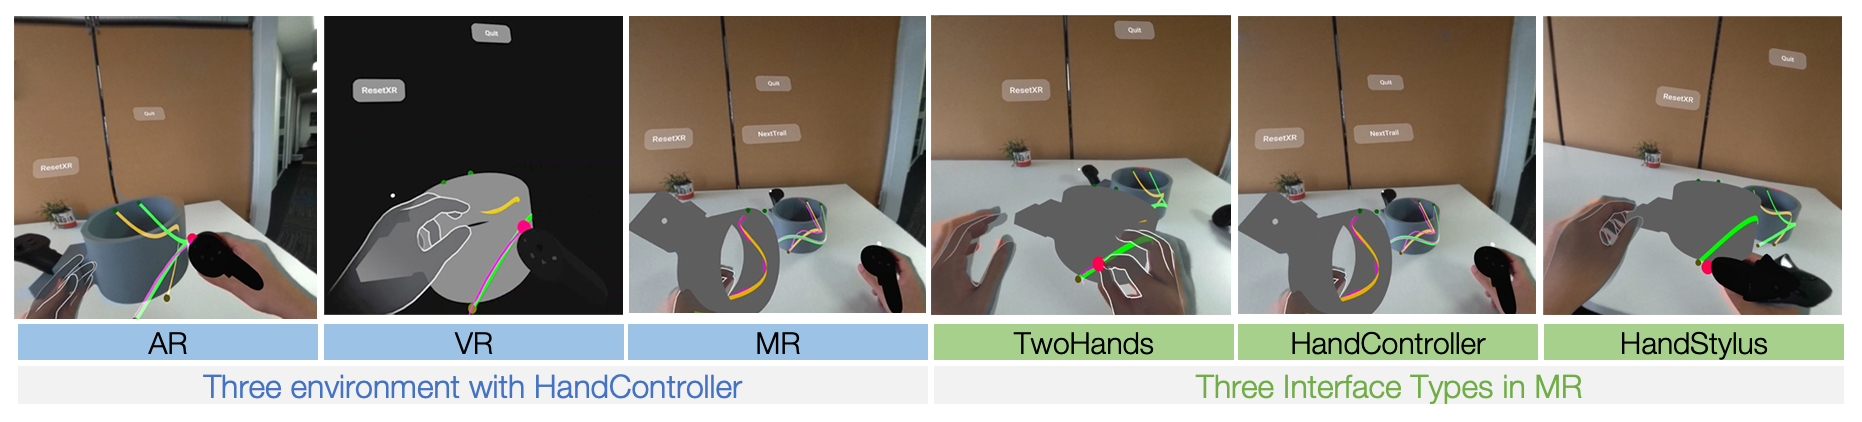 Quit
ResetXR
Quit
ResetXR
Quit
ResetXR
NextTrail
Quit
ResetXR
Quit
ResetXR
NextTrail
Quit
ResetXR
AR
VR
MR
TwoHands
HandController
HandStylus
Three environment with HandController
Three Interface Types in MR